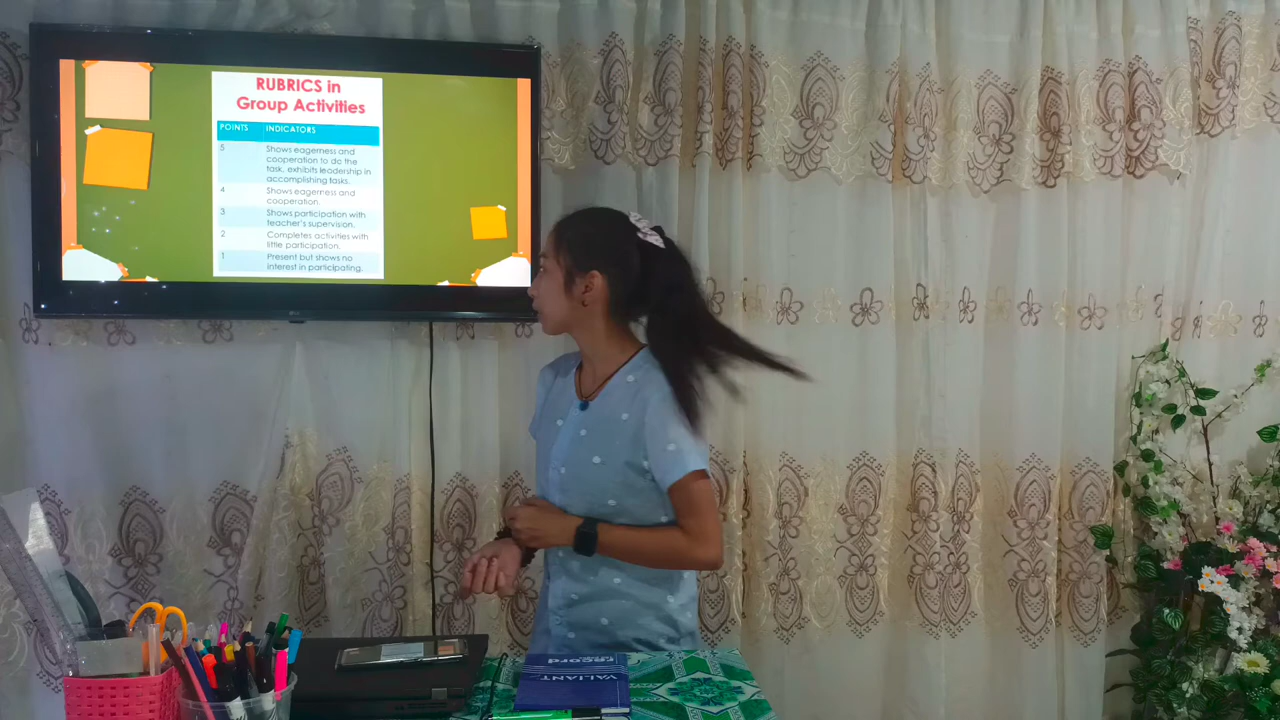 RUBRICS in
Group Activities
POINTS INDICATORS
5 Shows eagerness and
cooperation to do the
task, exhibits leadership in
accomplishing tasks.
4 Shows eagerness and
cooperation.
3 Shows participation with
teacher's supervision.
2 Completes activities with
little participation.
1 Present but shows no
interest in participating.
LG
record
VALIANT